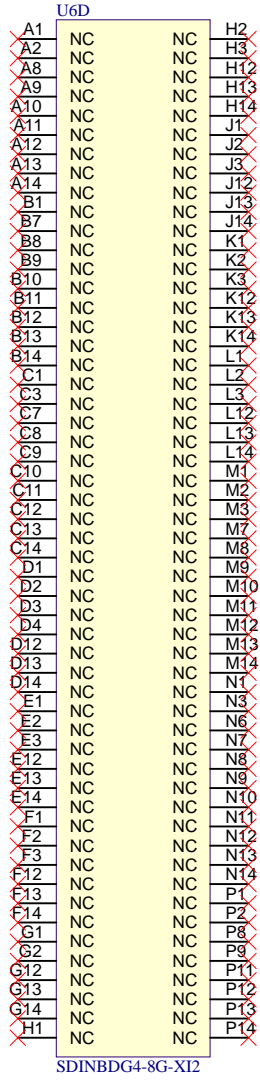 U6D
A1 NC NC H2
A2 NC NC H3
A8 NC NC H12
A9 NC NC H13
A10 NC NC H14
A11 NC NC J1
A12 NC NC J2
A13 NC NC J3
A14 NC NC J12
B1 NC NC J13
B7 NC NC J14
B8 NC NC K1
B9 NC NC K2
B10 NC NC K3
B11 NC NC K12
B12 NC NC K13
B13 NC NC K14
B14 NC NC L1
C1 NC NC L2
C3 NC NC L3
C7 NC NC L12
C8 NC NC L13
C9 NC NC L14
C10 NC NC M1
C11 NC NC M2
C12 NC NC M3
C13 NC NC M7
C14 NC NC M8
D1 NC NC M9
D2 NC NC M10
D3 NC NC M11
D4 NC NC M12
D12 NC NC M13
D13 NC NC M14
D14 NC NC N1
E1 NC NC N3
E2 NC NC N6
E3 NC NC N7
E12 NC NC N8
E13 NC NC N9
E14 NC NC N10
F1 NC NC N11
F2 NC NC N12
F3 NC NC N13
F12 NC NC N14
F13 NC NC P1
F14 NC NC P2
G1 NC NC P8
G2 NC NC P9
G12 NC NC P11
G13 NC NC P12
G14 NC NC P13
H1 NC NC P14
SDINBDG4-8G-XI2